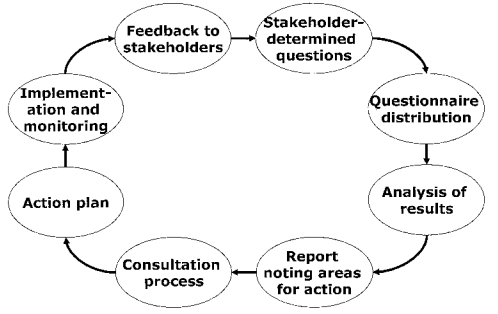 Feedback to
stakeholders
Stakeholder-
determined
questions
Questionnaire
distribution
Analysis of
results
Report
noting areas
for action
Consultation
process
Action plan
Implement-
ation and
monitoring